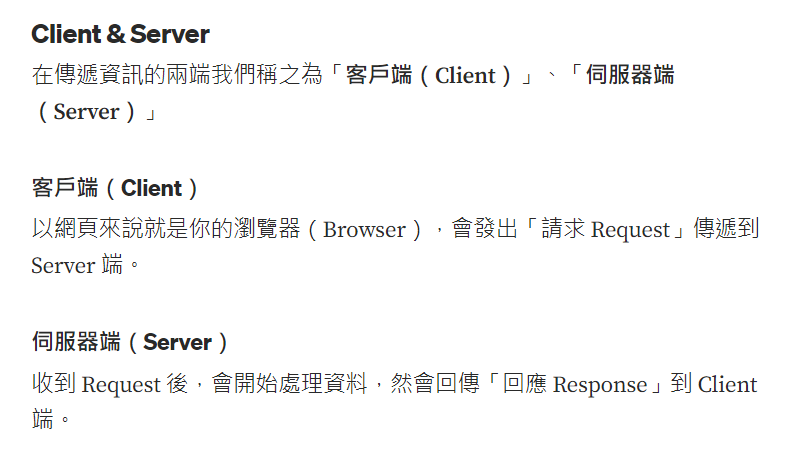 Client & Server
在傳遞資訊的兩端我們稱之為「客戶端（Client）」、「伺服器端
（Server）」
客戶端（Client）
以網頁來說就是你的瀏覽器（Browser），會發出「請求 Request」傳遞到
Server 端。
伺服器端（Server）
收到 Request 後，會開始處理資料，然會回傳「回應 Response」到 Client
端。